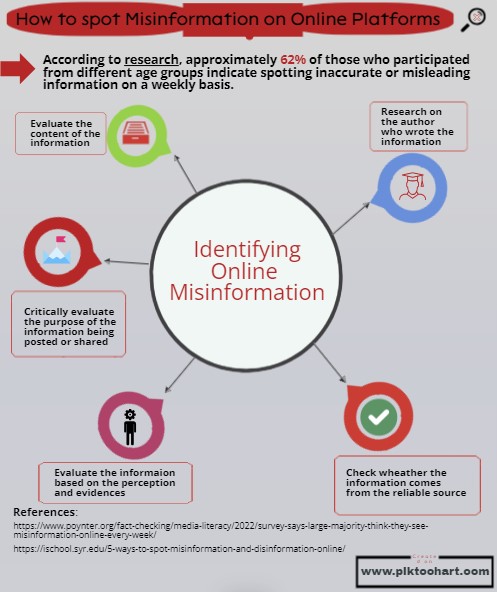 How to spot Misinformation on Online Platforms
According to research, approximately 62% of those who participated
from different age groups indicate spotting inaccurate or misleading
information on a weekly basis.
Evaluate the
content of the
information
Research on
the author
who wrote the
information
Identifying
Online
Misinformation
Critically evaluate
the purpose of the
information being
posted or shared
Evaluate the informaion
based on the perception
and evidences
Check wheather the
information comes
from the reliable source
References:
https://www.poynter.org/fact-checking/media-literacy/2022/survey-says-large-majority-think-they-see-
misinformation-online-every-week/
https://ischool.syr.edu/5-ways-to-spot-misinformation-and-disinformation-online/
www.plktoohart.com